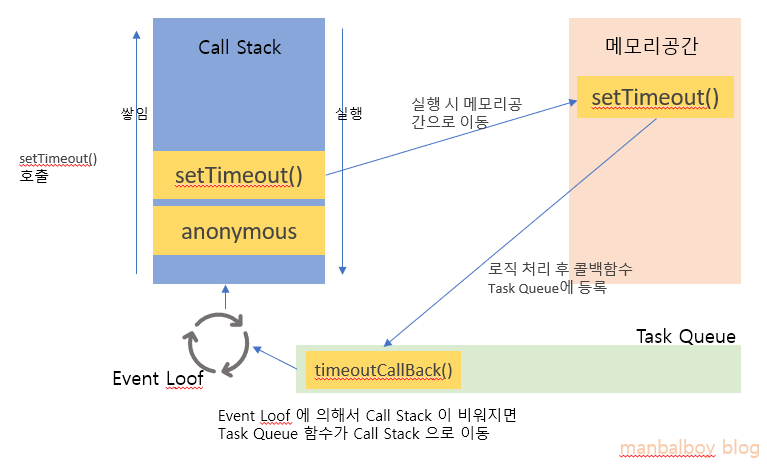 Call Stack
쌓임
실행
setTimeout()
호출
setTimeout()
anonymous
실행 시 메모리공
간으로 이동
메모리공간
setTimeout()
로직 처리 후 콜백함수
Task Queue에 등록
Task Queue
timeoutCallBack()
Event Loof
Event Loof 에 의해서 Call Stack 이 비워지면
Task Queue 함수가 Call Stack 으로 이동
manbalboy blog